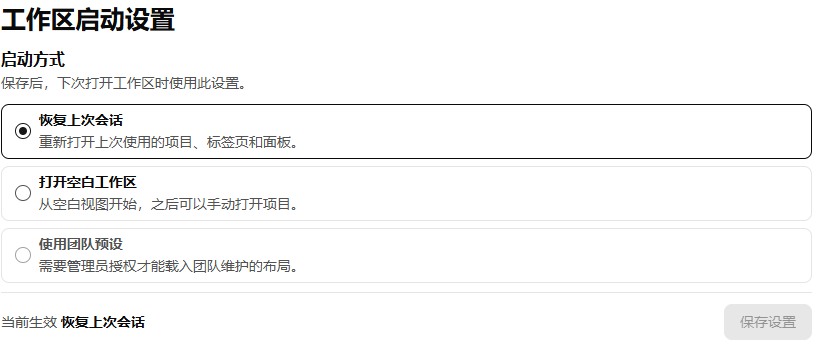 工作区启动设置
启动方式
保存后，下次打开工作区时使用此设置。
恢复上次会话
重新打开上次使用的项目、标签页和面板。
打开空白工作区
从空白视图开始，之后可以手动打开项目。
使用团队预设
需要管理员授权才能载入团队维护的布局。
当前生效 恢复上次会话
保存设置